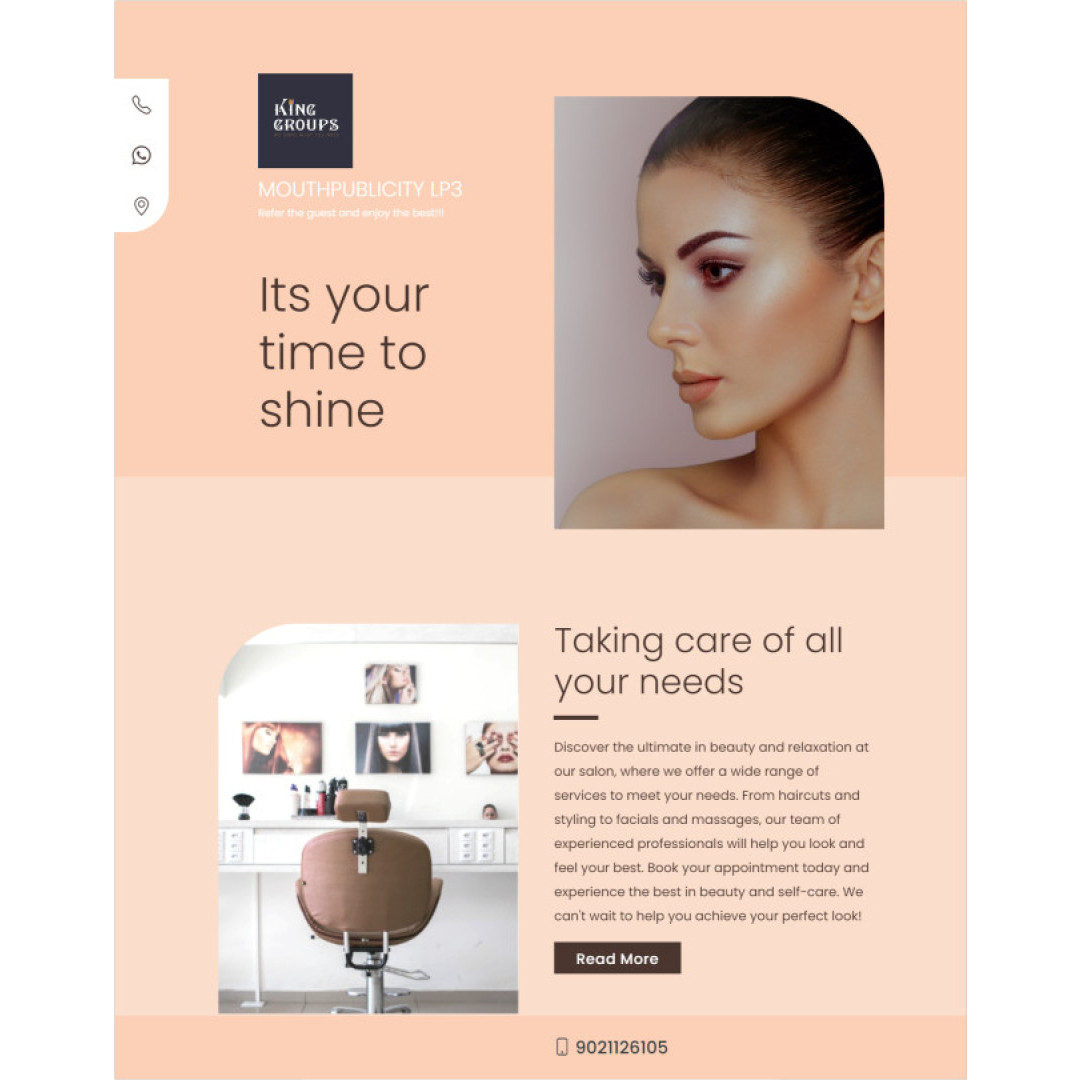 KING
GROUPS
MOUTHPUBLICITY LP3
Refer the guest and enjoy the best!!!
Its your
time to
shine
Taking care of all
your needs
Discover the ultimate in beauty and relaxation at
our salon, where we offer a wide range of
services to meet your needs. From haircuts and
styling to facials and massages, our team of
experienced professionals will help you look and
feel your best. Book your appointment today and
experience the best in beauty and self-care. We
can't wait to help you achieve your perfect look!
Read More
9021126105